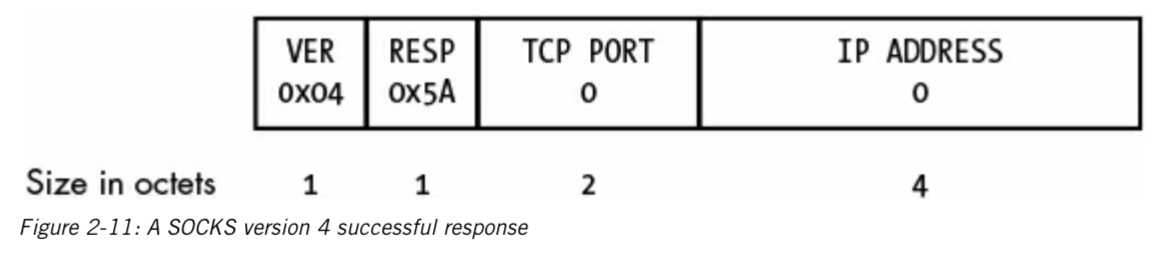 VER RESP TCP PORT IP ADDRESS
0x04 0x5A 0 0
Size in octets 1 1 2 4
Figure 2-11: A SOCKS version 4 successful response